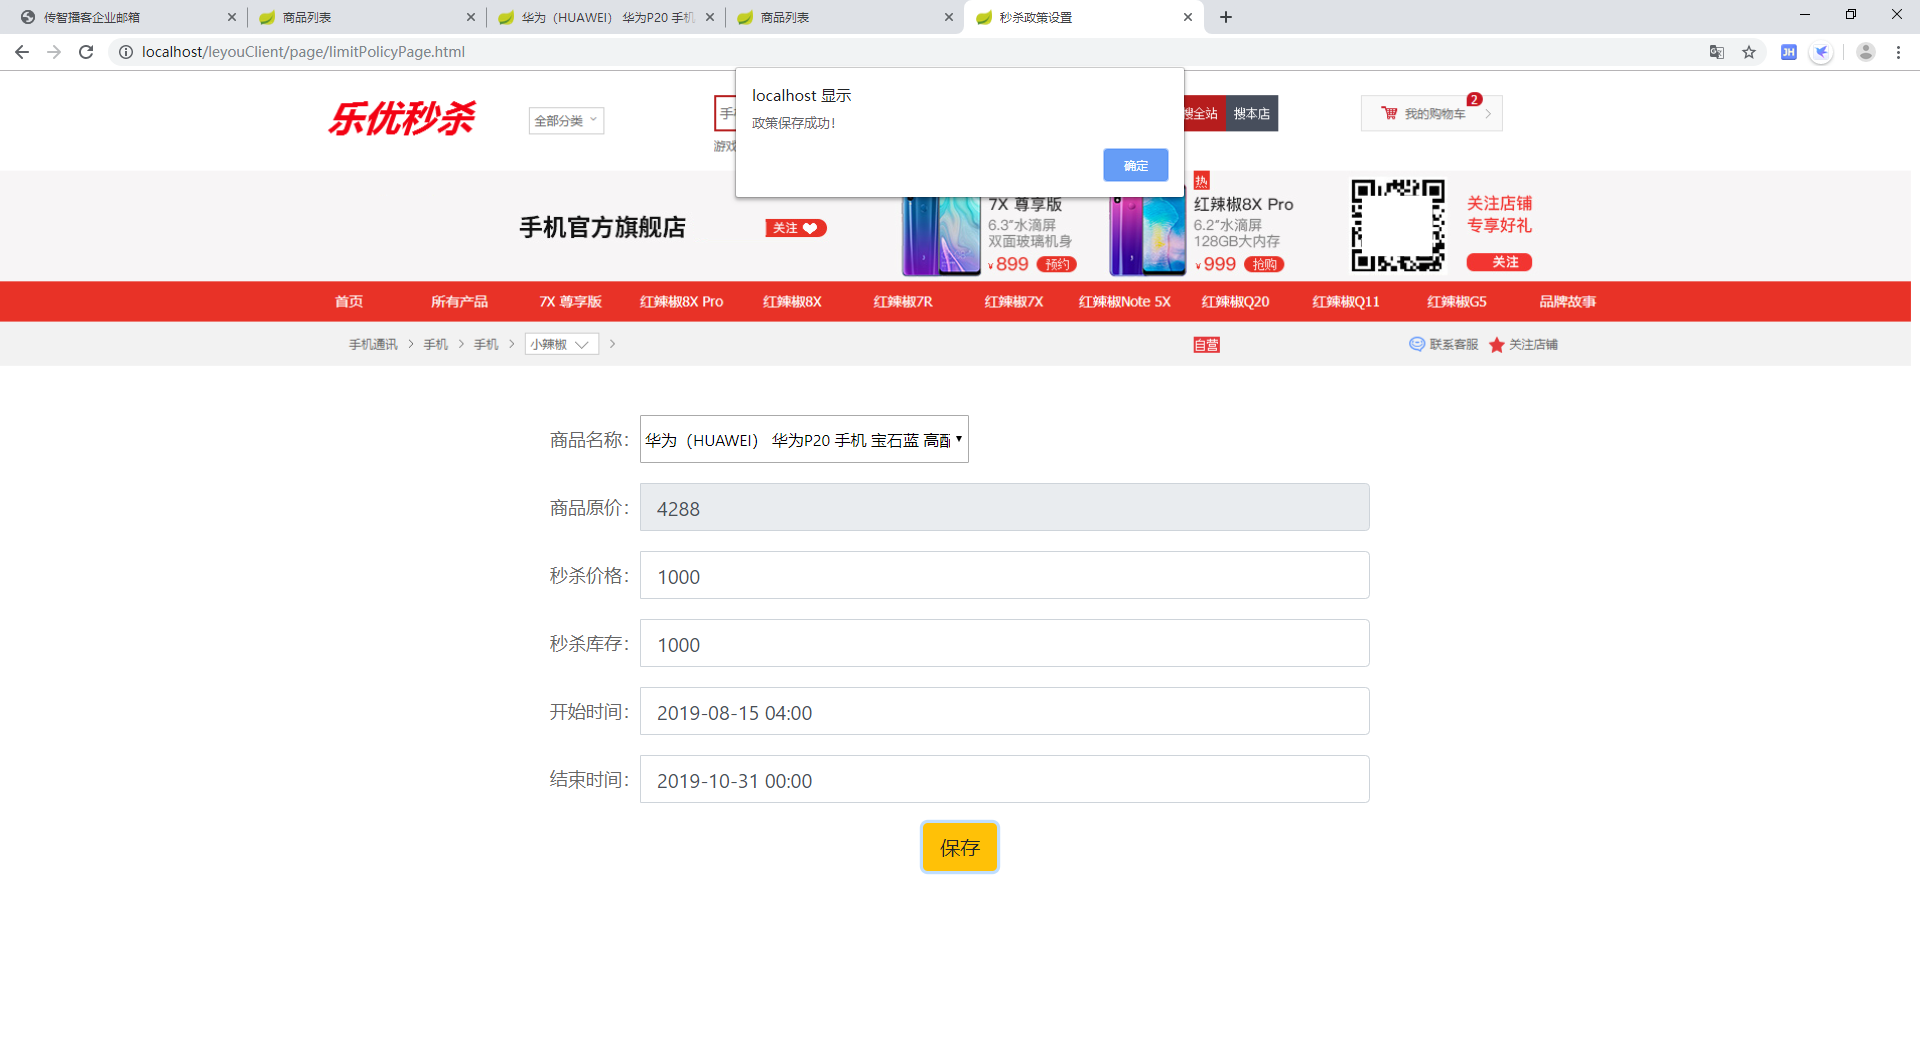 传智播客企业邮箱
商品列表
华为（HUAWEI） 华为P20 手机
商品列表
秒杀政策设置
localhost/leyouClient/page/limitPolicyPage.html
JH
localhost 显示
政策保存成功！
确定
乐优秒杀
全部分类
手机
游戏
搜全站
搜本店
我的购物车
2
手机官方旗舰店
关注
7X 尊享版
6.3"水滴屏
双面玻璃机身
¥899 预约
热
红辣椒8X Pro
6.2"水滴屏
128GB大内存
¥999 抢购
关注店铺
专享好礼
关注
首页
所有产品
7X 尊享版
红辣椒8X Pro
红辣椒8X
红辣椒7R
红辣椒7X
红辣椒Note 5X
红辣椒Q20
红辣椒Q11
红辣椒G5
品牌故事
手机通讯 > 手机 > 手机 > 小辣椒 >
自营
联系客服
关注店铺
商品名称：
华为（HUAWEI） 华为P20 手机 宝石蓝 高配
商品原价：
4288
秒杀价格：
1000
秒杀库存：
1000
开始时间：
2019-08-15 04:00
结束时间：
2019-10-31 00:00
保存